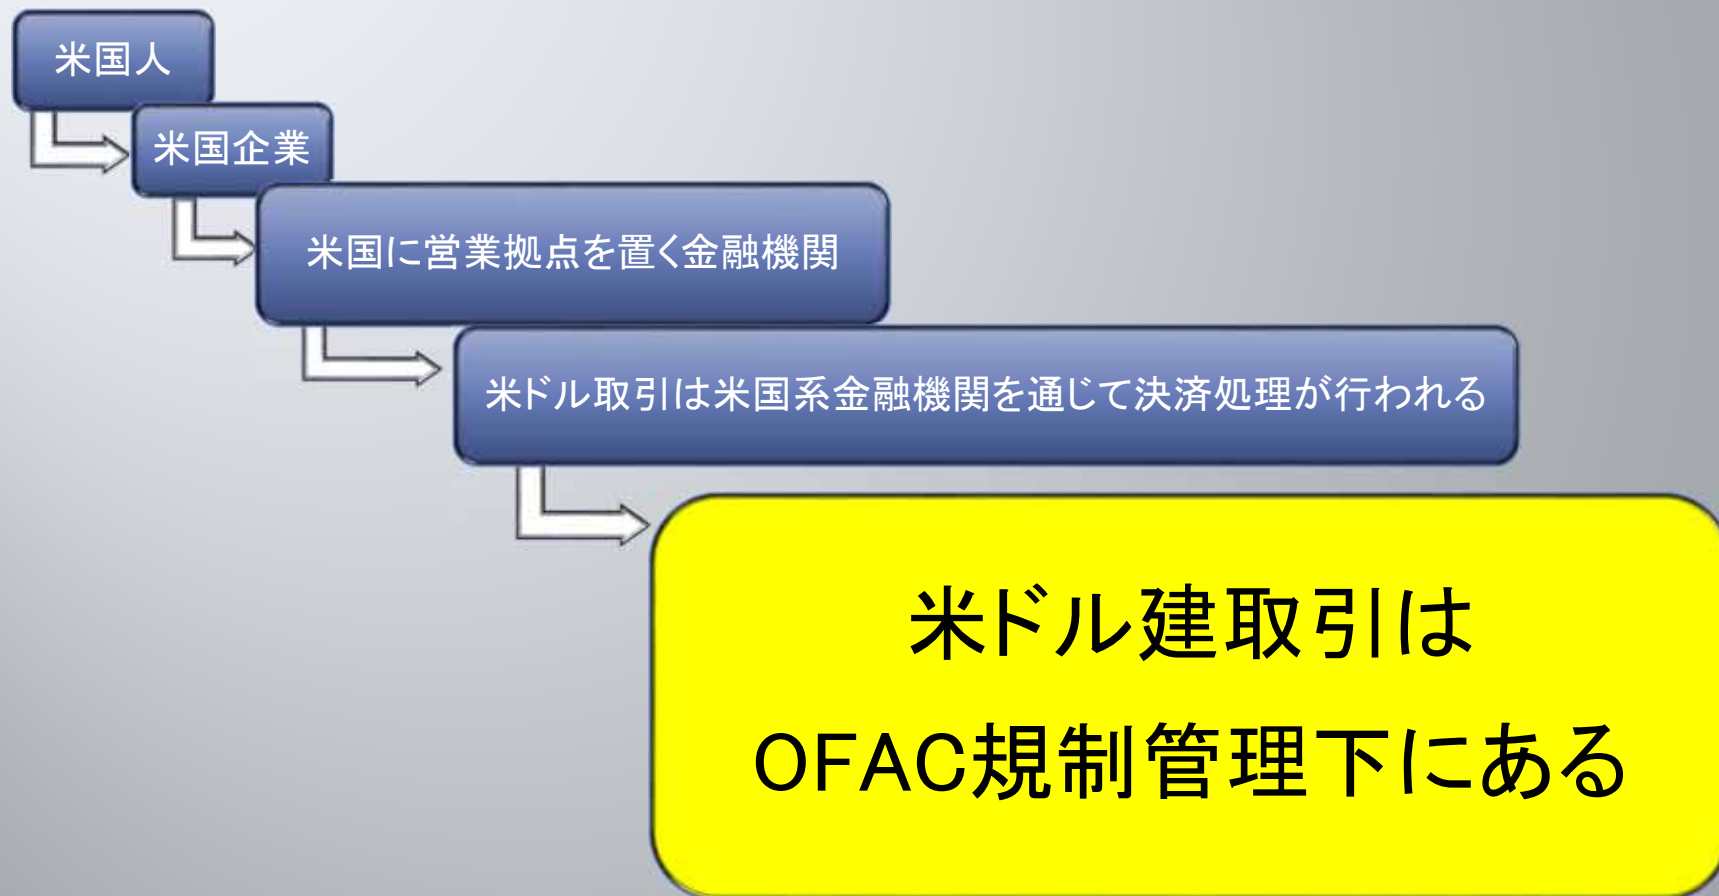 米国人
米国企業
米国に営業拠点を置く金融機関
米ドル取引は米国系金融機関を通じて決済処理が行われる
米ドル建取引は
OFAC規制管理下にある